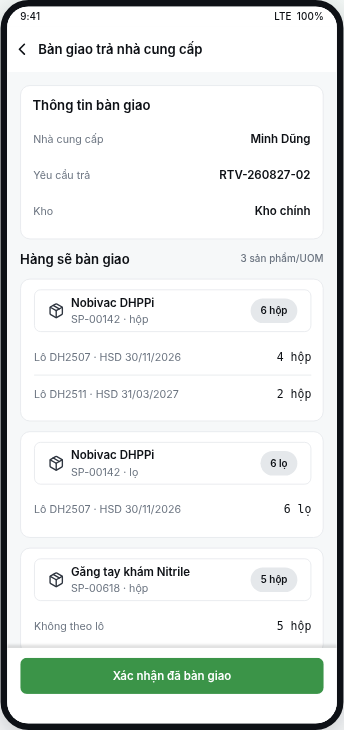 9:41 LTE 100%
Bàn giao trả nhà cung cấp
Thông tin bàn giao
Nhà cung cấp Minh Dũng
Yêu cầu trả RTV-260827-02
Kho Kho chính
Hàng sẽ bàn giao 3 sản phẩm/UOM
Nobivac DHPPi
SP-00142 · hộp
6 hộp
Lô DH2507 · HSD 30/11/2026 4 hộp
Lô DH2511 · HSD 31/03/2027 2 hộp
Nobivac DHPPi
SP-00142 · lọ
6 lọ
Lô DH2507 · HSD 30/11/2026 6 lọ
Găng tay khám Nitrile
SP-00618 · hộp
5 hộp
Không theo lô 5 hộp
Xác nhận đã bàn giao